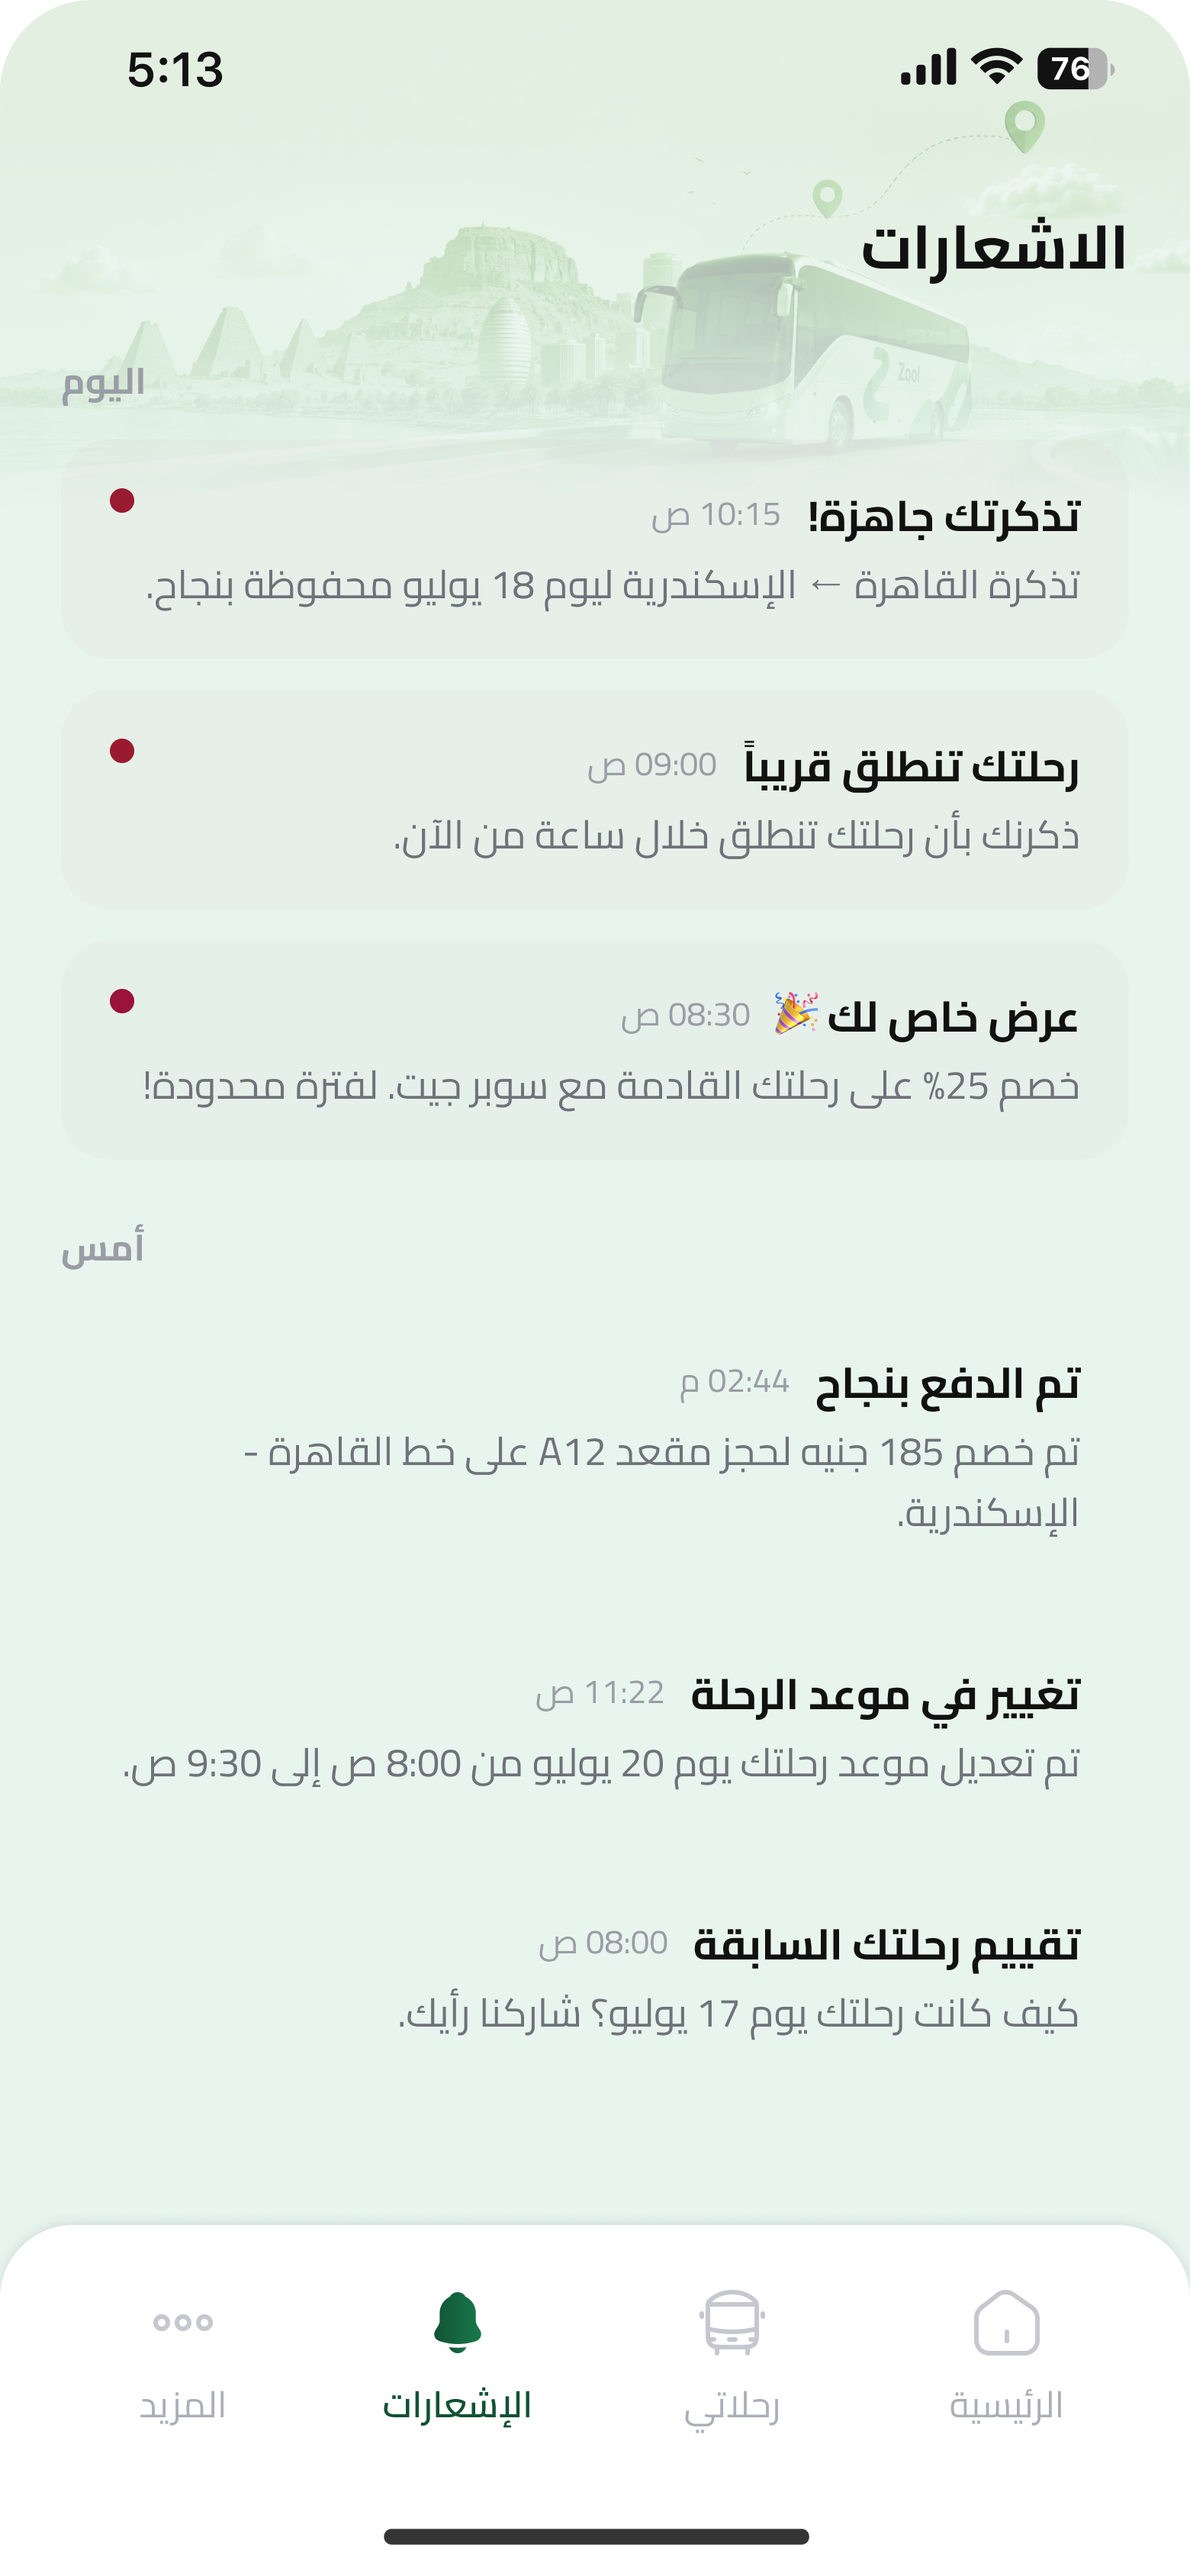 5:13
76
الاشعارات
Zool
اليوم
تذكرتك جاهزة! 10:15 ص
تذكرة القاهرة ← الإسكندرية ليوم 18 يوليو محفوظة بنجاح.
رحلتك تنطلق قريباً 09:00 ص
ذكرنك بأن رحلتك تنطلق خلال ساعة من الآن.
عرض خاص لك 🎉 08:30 ص
خصم 25% على رحلتك القادمة مع سوبر جيت. لفترة محدودة!
أمس
تم الدفع بنجاح 02:44 م
تم خصم 185 جنيه لحجز مقعد A12 على خط القاهرة -
الإسكندرية.
تغيير في موعد الرحلة 11:22 ص
تم تعديل موعد رحلتك يوم 20 يوليو من 8:00 ص إلى 9:30 ص.
تقييم رحلتك السابقة 08:00 ص
كيف كانت رحلتك يوم 17 يوليو؟ شاركنا رأيك.
الرئيسية رحلاتي الإشعارات المزيد